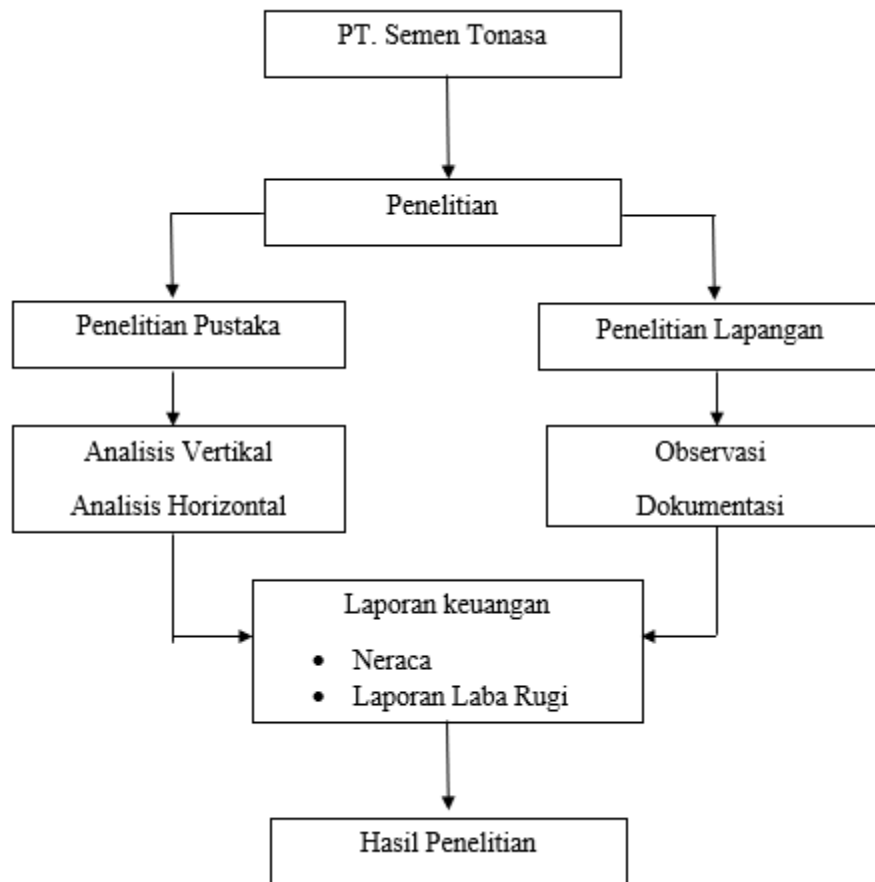 PT. Semen Tonasa
Penelitian
Penelitian Pustaka
Penelitian Lapangan
Analisis Vertikal
Analisis Horizontal
Observasi
Dokumentasi
Laporan keuangan
• Neraca
• Laporan Laba Rugi
Hasil Penelitian